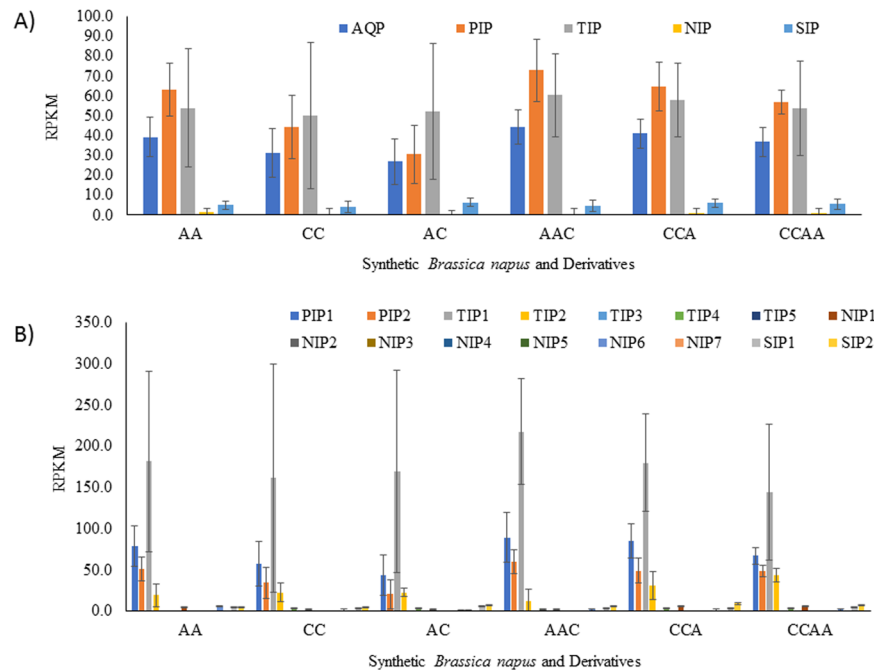 A)
100.0
90.0
80.0
70.0
60.0
50.0
40.0
30.0
20.0
10.0
0.0
RPKM
AQP PIP TIP NIP SIP
AA CC AC AAC CCA CCAA
Synthetic Brassica napus and Derivatives
B)
350.0
300.0
250.0
200.0
150.0
100.0
50.0
0.0
RPKM
PIP1 PIP2 TIP1 TIP2 TIP3 TIP4 TIP5 NIP1
NIP2 NIP3 NIP4 NIP5 NIP6 NIP7 SIP1 SIP2
AA CC AC AAC CCA CCAA
Synthetic Brassica napus and Derivatives